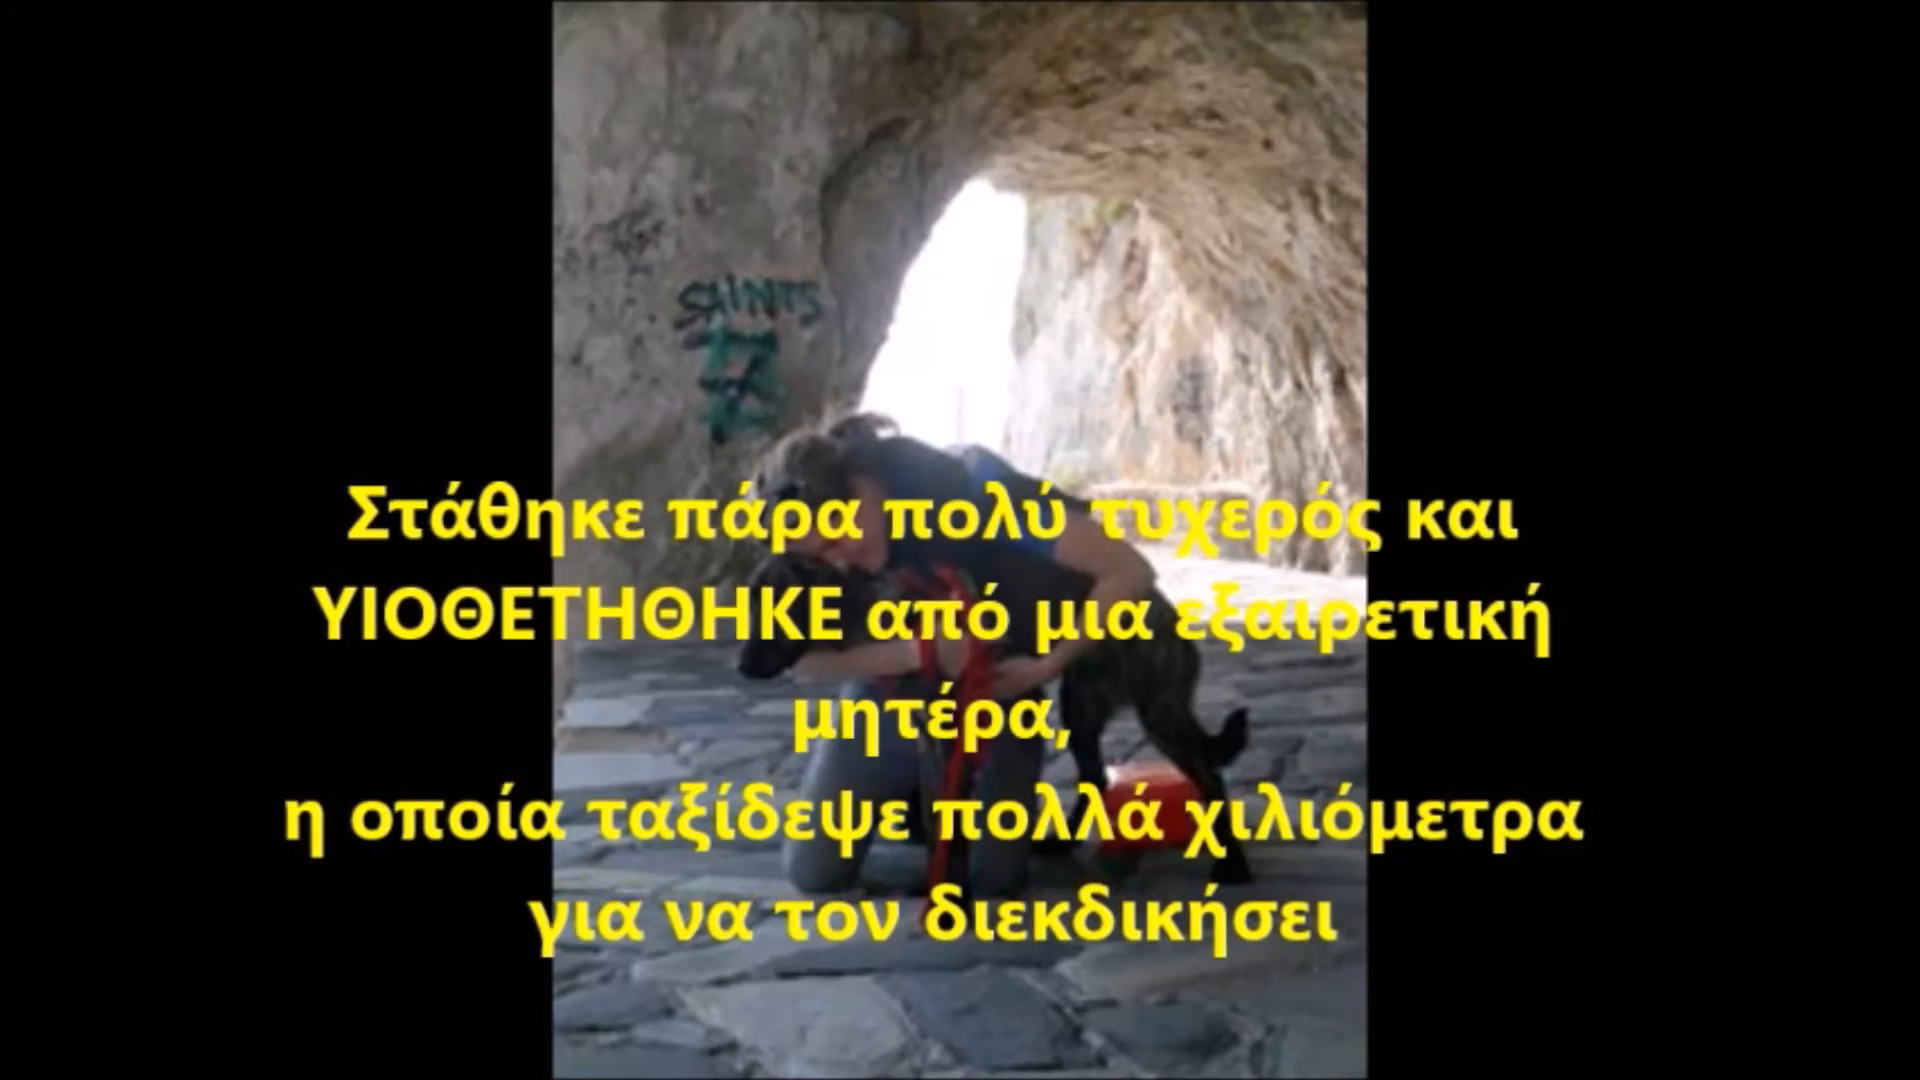 SAINTS
Στάθηκε πάρα πολύ τυχερός και
ΥΙΟΘΕΤΗΘΗΚΕ από μια εξαιρετική
μητέρα,
η οποία ταξίδεψε πολλά χιλιόμετρα
για να τον διεκδικήσει